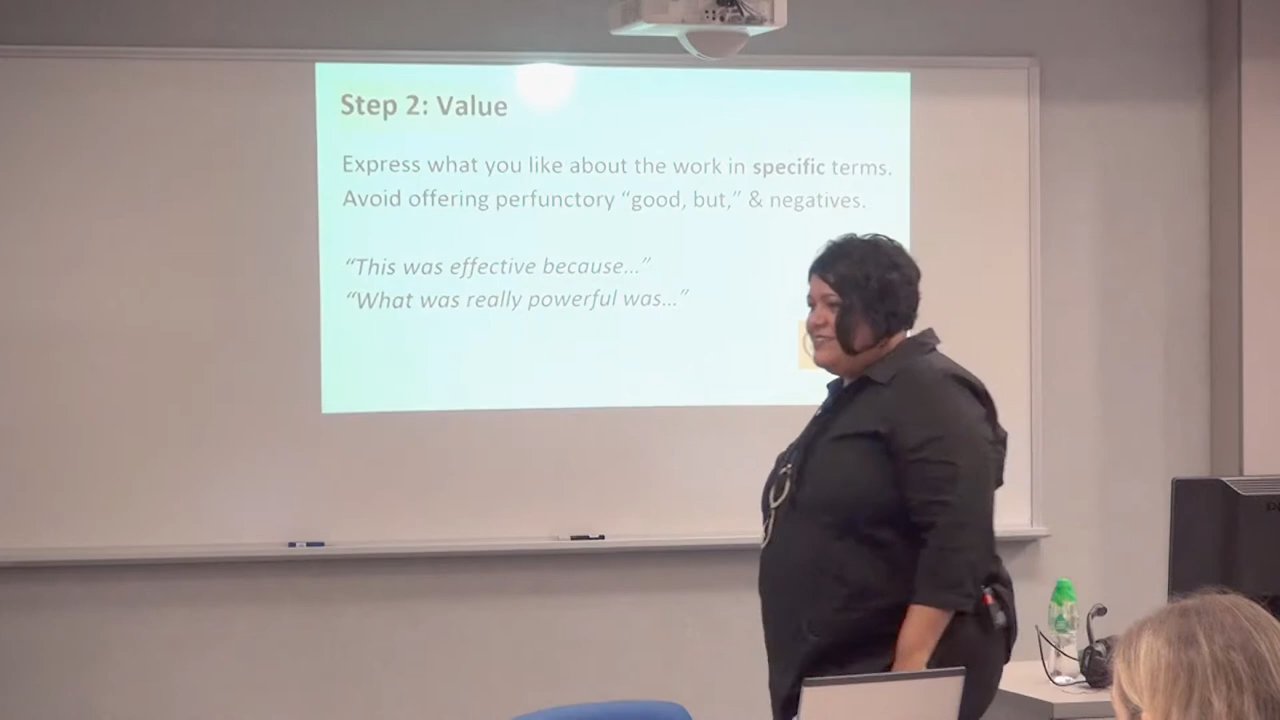 Step 2: Value
Express what you like about the work in specific terms.
Avoid offering perfunctory “good, but,” & negatives.
“This was effective because...”
“What was really powerful was...”